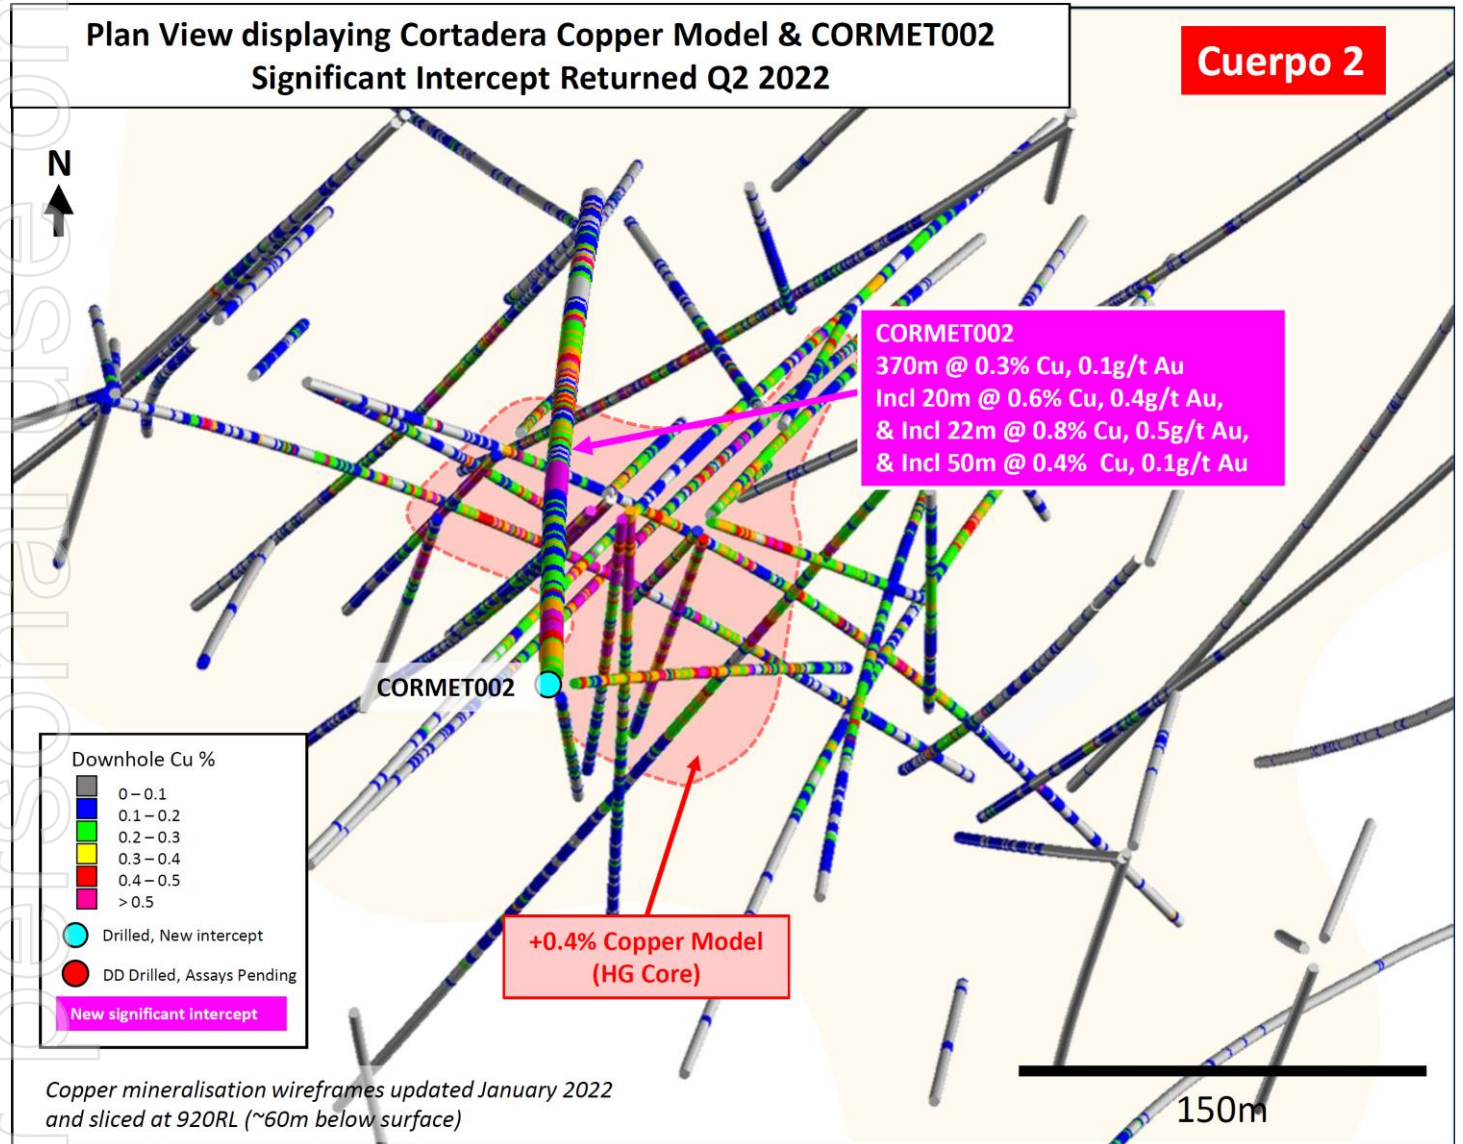 Plan View displaying Cortadera Copper Model & CORMET002
Significant Intercept Returned Q2 2022
Cuerpo 2
N
CORMET002
370m @ 0.3% Cu, 0.1g/t Au
Incl 20m @ 0.6% Cu, 0.4g/t Au,
& Incl 22m @ 0.8% Cu, 0.5g/t Au,
& Incl 50m @ 0.4%  Cu, 0.1g/t Au
CORMET002
Downhole Cu %
0 – 0.1
0.1 – 0.2
0.2 – 0.3
0.3 – 0.4
0.4 – 0.5
> 0.5
Drilled, New intercept
DD Drilled, Assays Pending
New significant intercept
+0.4% Copper Model
(HG Core)
Copper mineralisation wireframes updated January 2022
and sliced at 920RL (~60m below surface)
150m
r personal use on